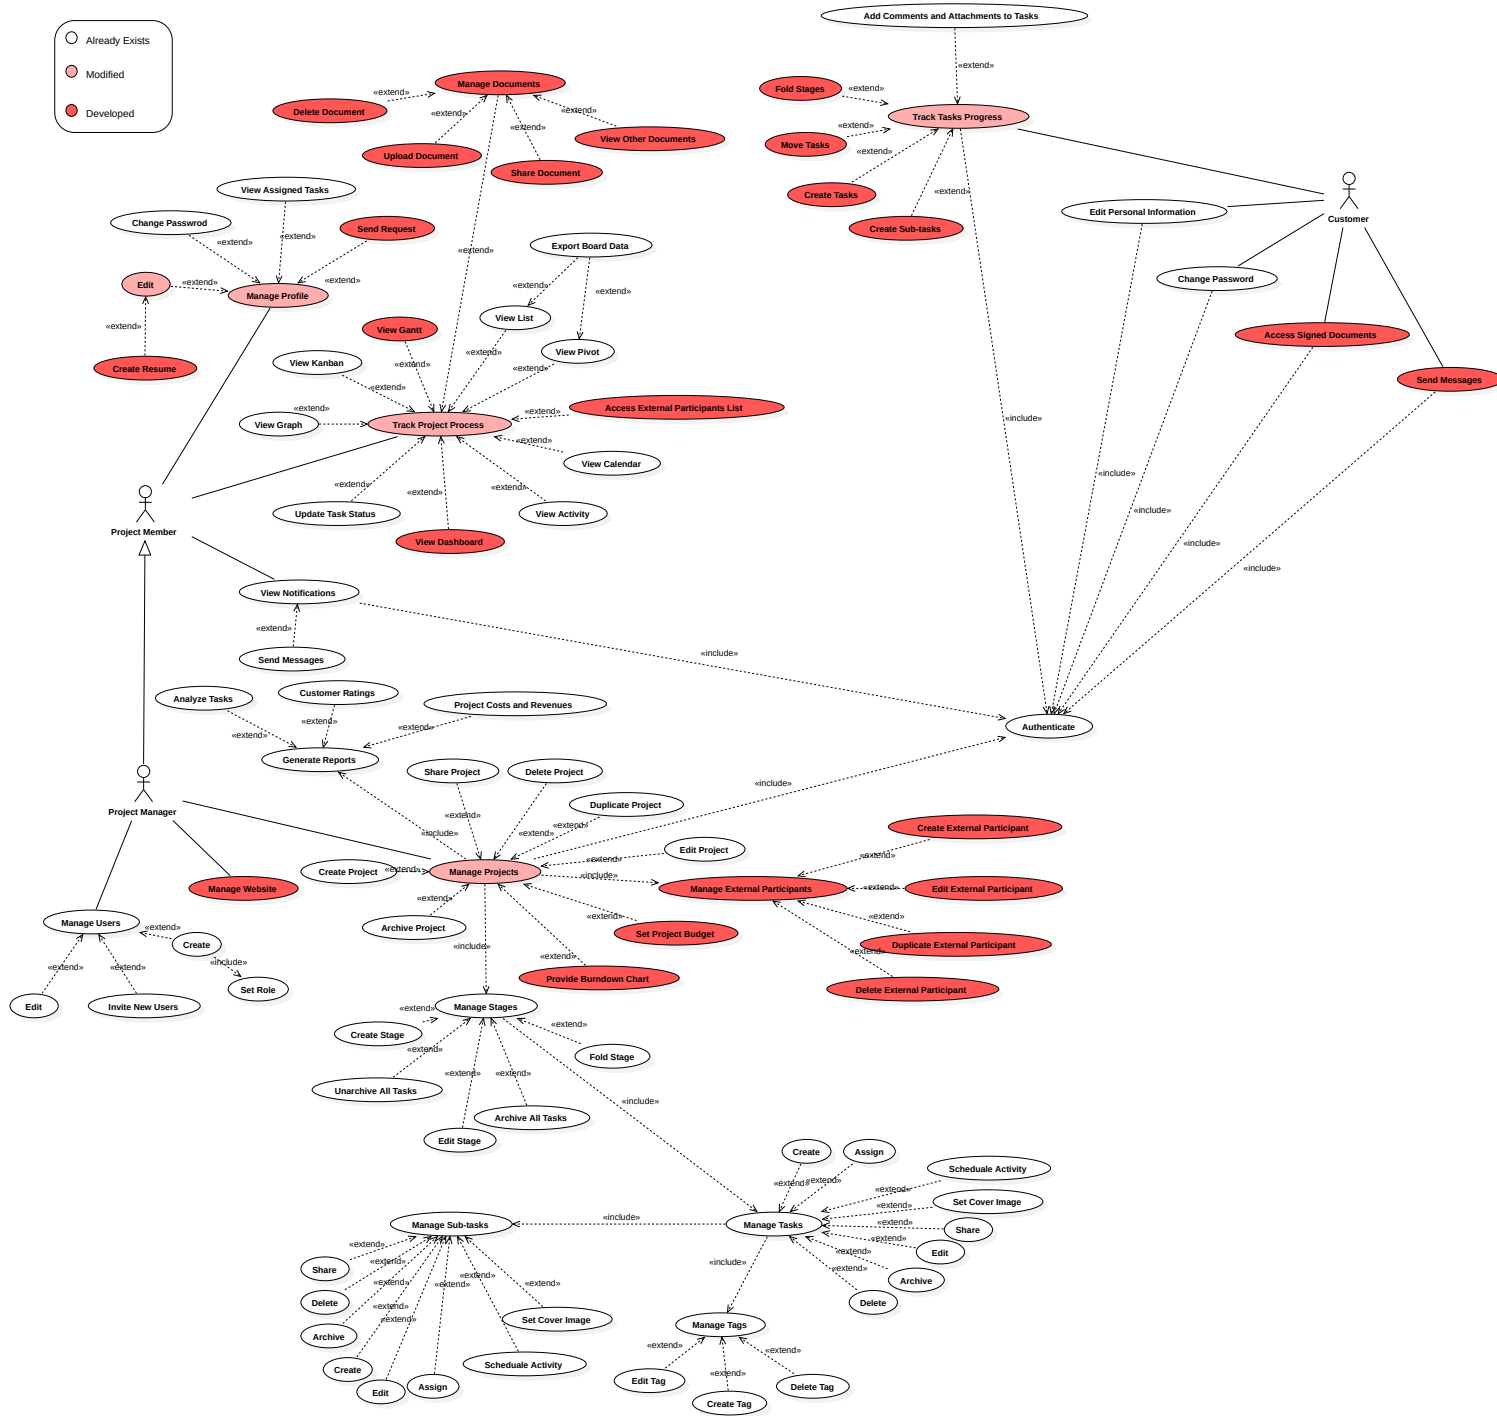 Add Comments and Attachments to Tasks
Already Exists
Modified
Developed
«extend»
Manage Documents
«extend»
Delete Document
«extend»
«extend»
«extend»
View Other Documents
Upload Document
Share Document
Fold Stages
«extend»
Track Tasks Progress
«extend»
Move Tasks
«extend»
Create Tasks
«extend»
Create Sub-tasks
Customer
View Assigned Tasks
Change Passwrod
Send Request
«extend»
«extend»
«extend»
Edit
«extend»
Manage Profile
«extend»
Create Resume
Edit Personal Information
Change Password
Access Signed Documents
Send Messages
«extend»
Export Board Data
«extend»
«extend»
View List
View Gantt
View Pivot
View Kanban
«extend»
«extend»
«extend»
«extend»
«extend»
View Graph
Track Project Process
«extend»
Access External Participants List
«extend»
View Calendar
«extend»
«extend»
«extend»
Update Task Status
View Activity
View Dashboard
«include»
«include»
«include»
«include»
«include»
Project Member
View Notifications
«extend»
Send Messages
«include»
Analyze Tasks
Customer Ratings
Project Costs and Revenues
«extend»
«extend»
«extend»
Generate Reports
Authenticate
Share Project
Delete Project
Duplicate Project
«include»
Project Manager
«extend»
«include»
«extend»
«extend»
Edit Project
«extend»
Create Project
«extend»
Manage Projects
«include»
Create External Participant
«extend»
Manage External Participants
«extend»
Edit External Participant
«extend»
Duplicate External Participant
«extend»
Delete External Participant
Manage Website
Archive Project
«extend»
«extend»
Set Project Budget
«include»
«extend»
Provide Burndown Chart
Manage Users
«extend»
Create
«extend»
«extend»
«include»
Set Role
Edit
Invite New Users
Manage Stages
«extend»
Create Stage
«extend»
Fold Stage
«extend»
«extend»
«extend»
Unarchive All Tasks
Archive All Tasks
Edit Stage
«include»
Create
Assign
Scheduale Activity
«extend»
«extend»
«extend»
Set Cover Image
«extend»
Manage Sub-tasks
«include»
Manage Tasks
«extend»
Share
«extend»
Edit
«extend»
Archive
«extend»
Delete
«include»
«extend»
Share
«extend»
Delete
«extend»
«extend»
«extend»
«extend»
«extend»
«extend»
Set Cover Image
Archive
Create
Edit
Assign
Scheduale Activity
Manage Tags
«extend»
«extend»
«extend»
Edit Tag
Create Tag
Delete Tag